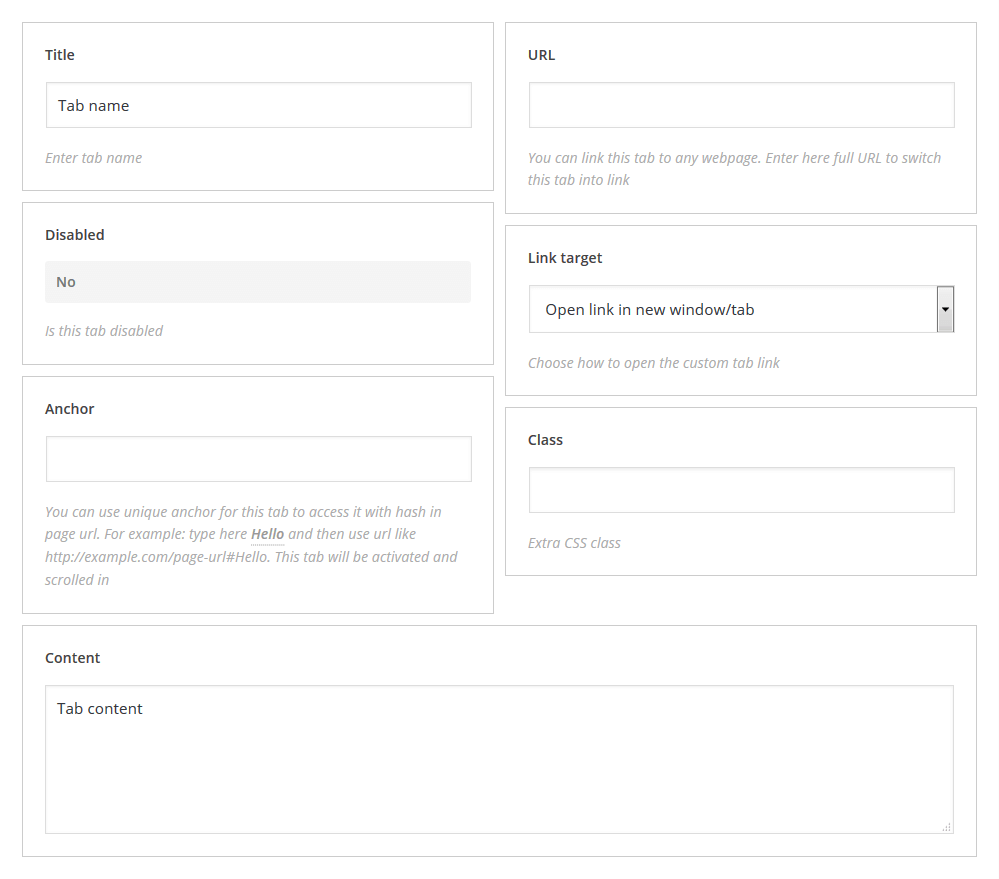 Title
Tab name
Enter tab name
Disabled
No
Is this tab disabled
Anchor
You can use unique anchor for this tab to access it with hash in
page url. For example: type here Hello and then use url like
http://example.com/page-url#Hello. This tab will be activated and
scrolled in
URL
You can link this tab to any webpage. Enter here full URL to switch
this tab into link
Link target
Open link in new window/tab
Choose how to open the custom tab link
Class
Extra CSS class
Content
Tab content